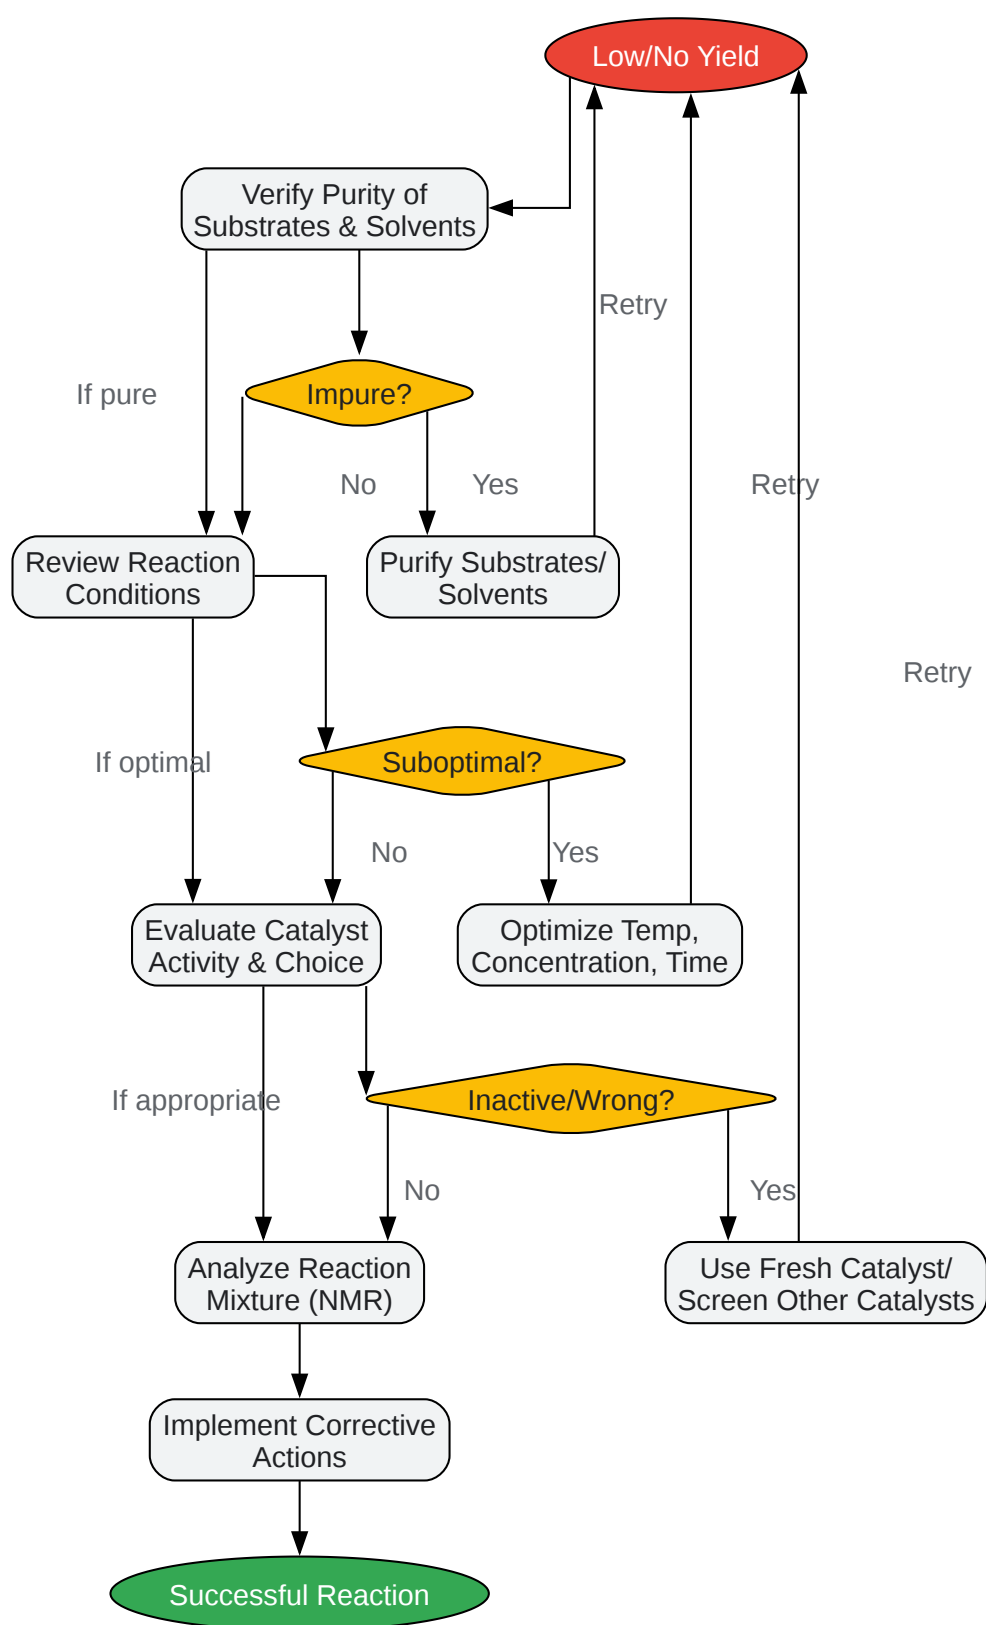 Low/No Yield
Verify Purity of
Substrates & Solvents
Retry
If pure
Impure?
No
Yes
Retry
Review Reaction
Conditions
Purify Substrates/
Solvents
Retry
If optimal
Suboptimal?
No
Yes
Evaluate Catalyst
Activity & Choice
Optimize Temp,
Concentration, Time
If appropriate
Inactive/Wrong?
No
Yes
Analyze Reaction
Mixture (NMR)
Use Fresh Catalyst/
Screen Other Catalysts
Implement Corrective
Actions
Successful Reaction